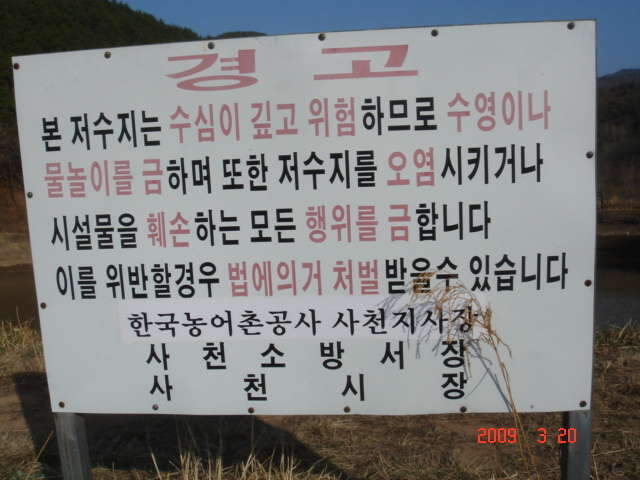 경 고
본 저수지는 수심이 깊고 위험하므로 수영이나
물놀이를 금하며 또한 저수지를 오염시키거나
시설물을 훼손하는 모든 행위를 금합니다
이를 위반할경우 법에의거 처벌받을수 있습니다
한국농어촌공사 사천지사장
사 천 소 방 서 장
사 천 시 장
2009 3 20